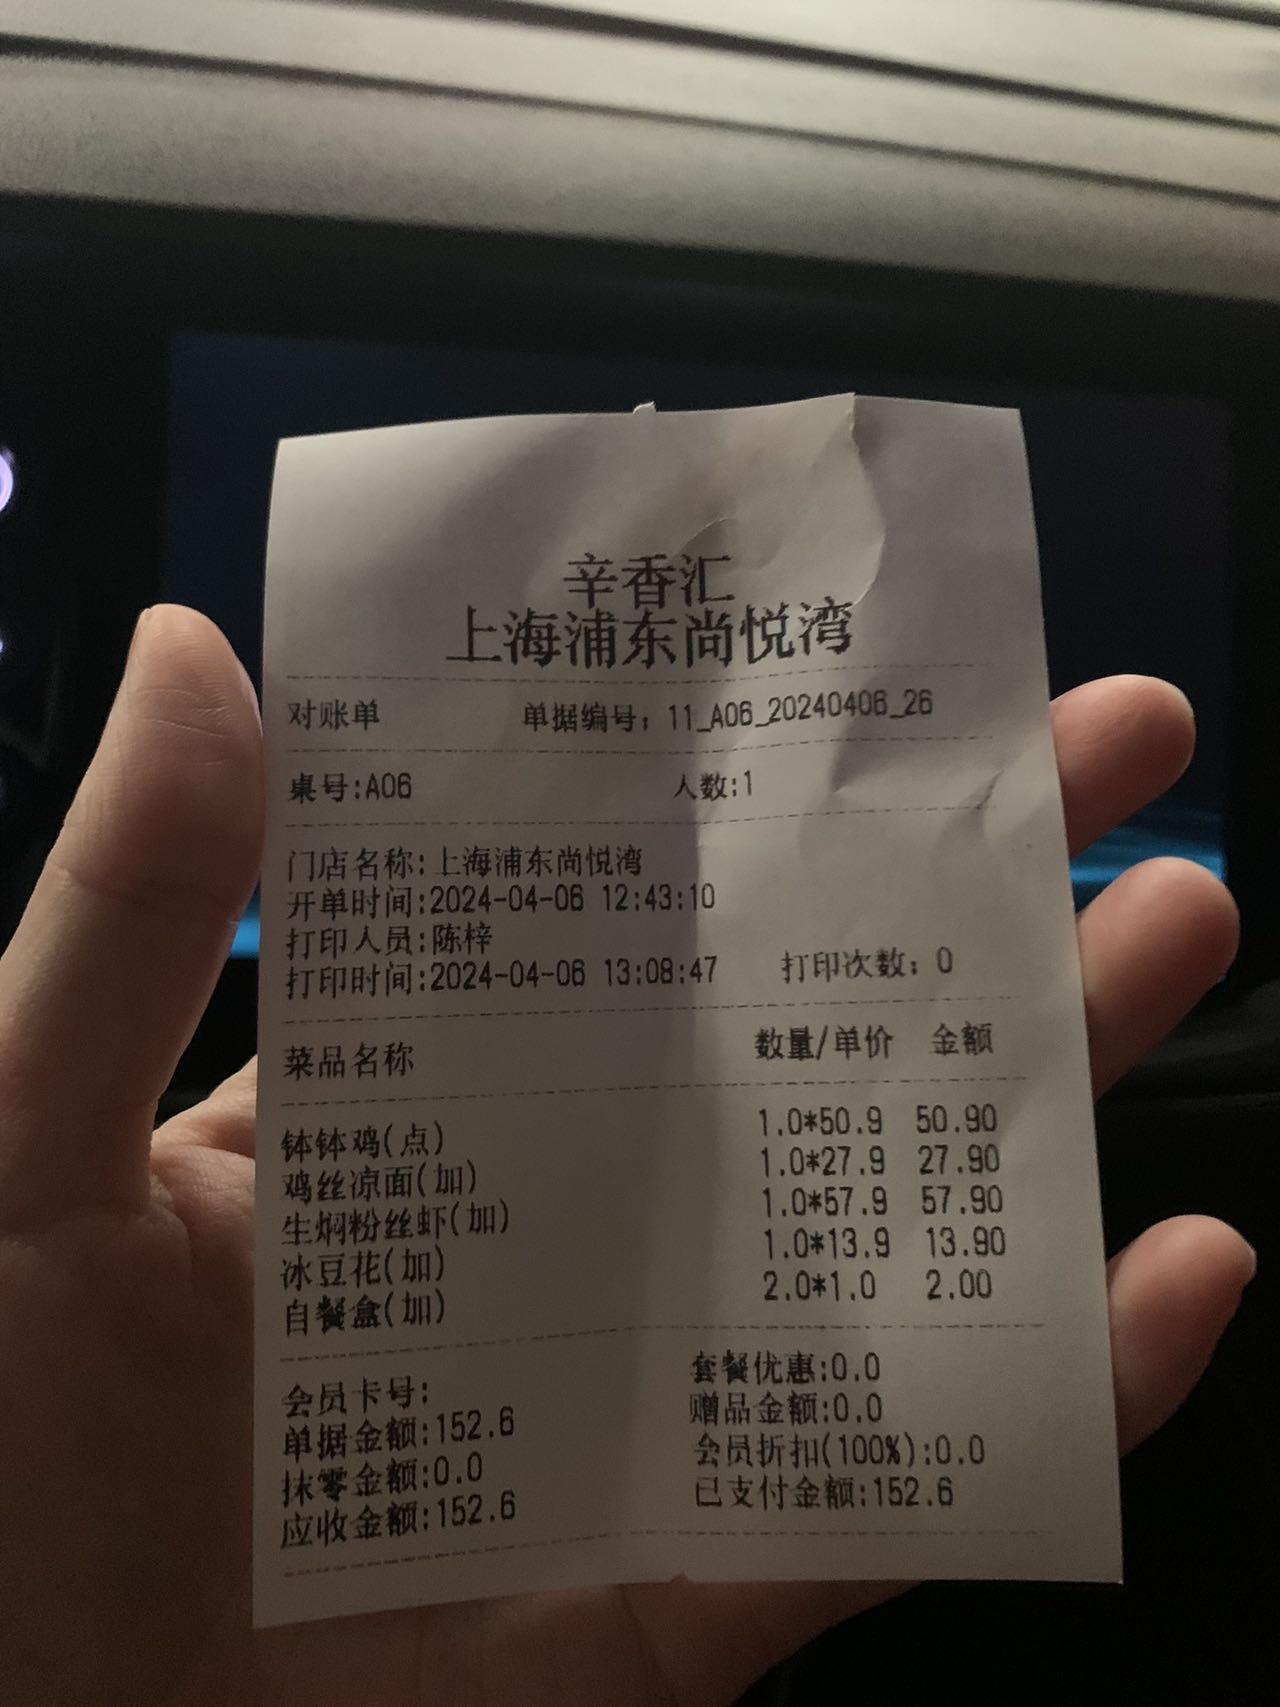 辛香汇
上海浦东尚悦湾
对账单 单据编号：11_A06_20240406_26
桌号:A06 人数:1
门店名称:上海浦东尚悦湾
开单时间:2024-04-06 12:43:10
打印人员:陈梓
打印时间:2024-04-06 13:08:47 打印次数：0
菜品名称 数量/单价 金额
钵钵鸡(点) 1.0*50.9 50.90
鸡丝凉面(加) 1.0*27.9 27.90
生焖粉丝虾(加) 1.0*57.9 57.90
冰豆花(加) 1.0*13.9 13.90
自餐盒(加) 2.0*1.0 2.00
会员卡号: 套餐优惠:0.0
单据金额:152.6 赠品金额:0.0
抹零金额:0.0 会员折扣(100%):0.0
应收金额:152.6 已支付金额:152.6